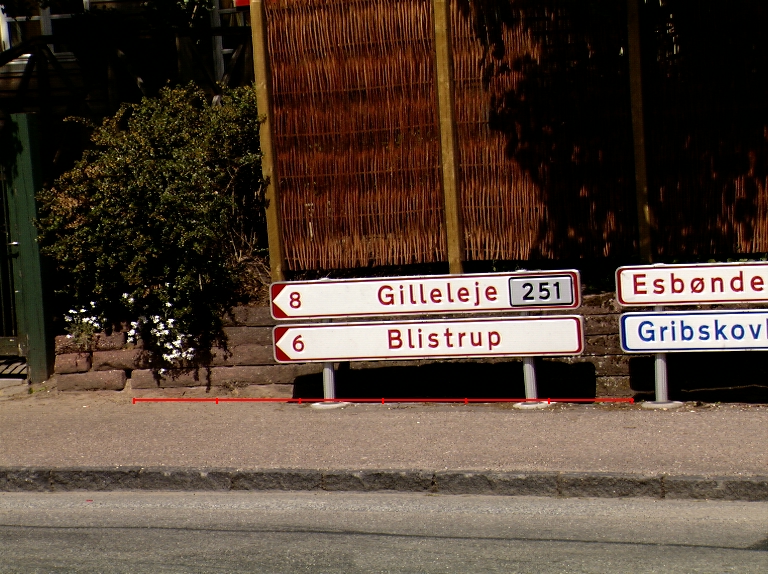 8 Gilleleje 251
6 Blistrup
Esbønde
Gribskov